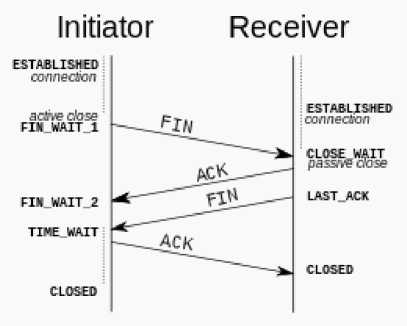 Initiator
Receiver
ESTABLISHED
connection
active close
FIN_WAIT_1
ESTABLISHED
connection
FIN
CLOSE_WAIT
passive close
ACK
FIN_WAIT_2
FIN
LAST_ACK
TIME_WAIT
ACK
CLOSED
CLOSED